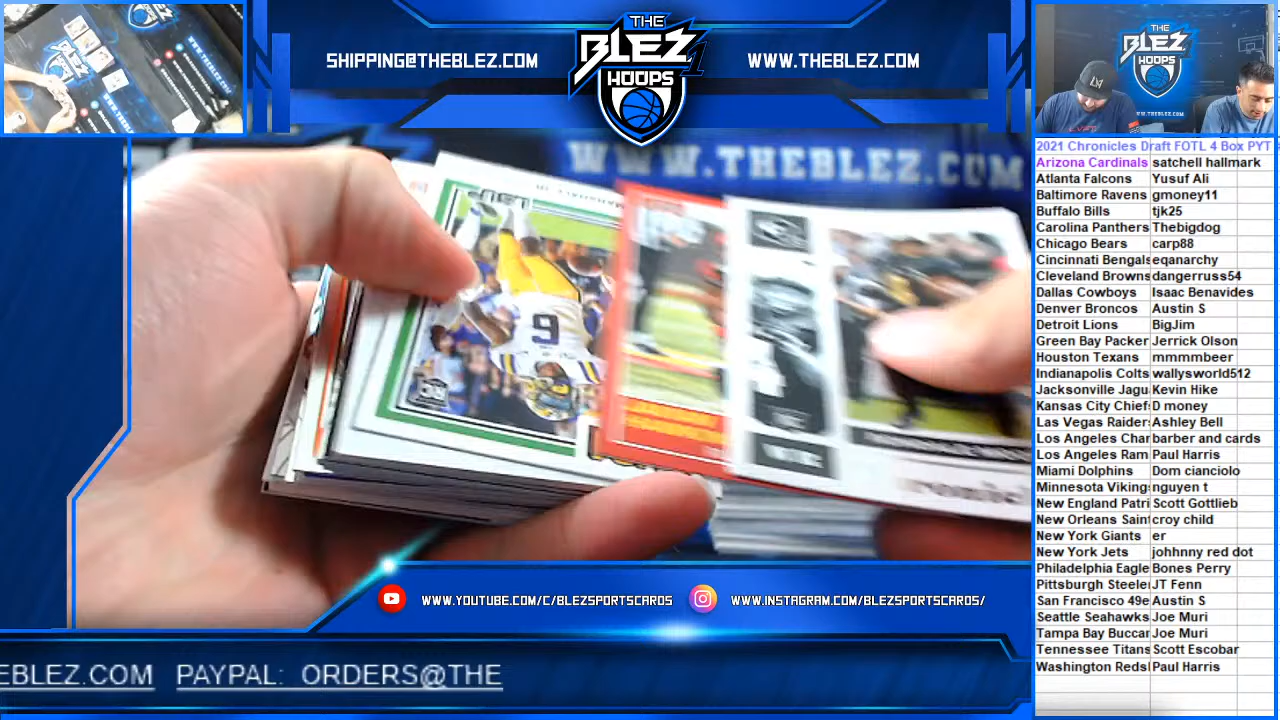 SHIPPING@THEBLEZ.COM
THE
BLEZ
HOOPS
WWW.THEBLEZ.COM
WWW.THEBLEZ.COM
THE
BLEZ
HOOPS
WWW.THEBLEZ.COM
2021 Chronicles Draft FOTL 4 Box PYT
Arizona Cardinals satchell hallmark
Atlanta Falcons Yusuf Ali
Baltimore Ravens gmoney11
Buffalo Bills tjk25
Carolina Panthers Thebigdog
Chicago Bears carp88
Cincinnati Bengals eqanarchy
Cleveland Browns dangerruss54
Dallas Cowboys Isaac Benavides
Denver Broncos Austin S
Detroit Lions BigJim
Green Bay Packer Jerrick Olson
Houston Texans mmmmbeer
Indianapolis Colts wallysworld512
Jacksonville Jagu Kevin Hike
Kansas City Chief D money
Las Vegas Raider Ashley Bell
Los Angeles Char barber and cards
Los Angeles Ram Paul Harris
Miami Dolphins Dom cianciolo
Minnesota Viking nguyen t
New England Patri Scott Gottlieb
New Orleans Saint croy child
New York Giants er
New York Jets johhnny red dot
Philadelphia Eagle Bones Perry
Pittsburgh Steele JT Fenn
San Francisco 49e Austin S
Seattle Seahawks Joe Muri
Tampa Bay Buccan Joe Muri
Tennessee Titans Scott Escobar
Washington Reds Paul Harris
WWW.YOUTUBE.COM/C/BLEZSPORTSCARDS
WWW.INSTAGRAM.COM/BLEZSPORTSCARDS/
EBLEZ.COM PAYPAL: ORDERS@THE